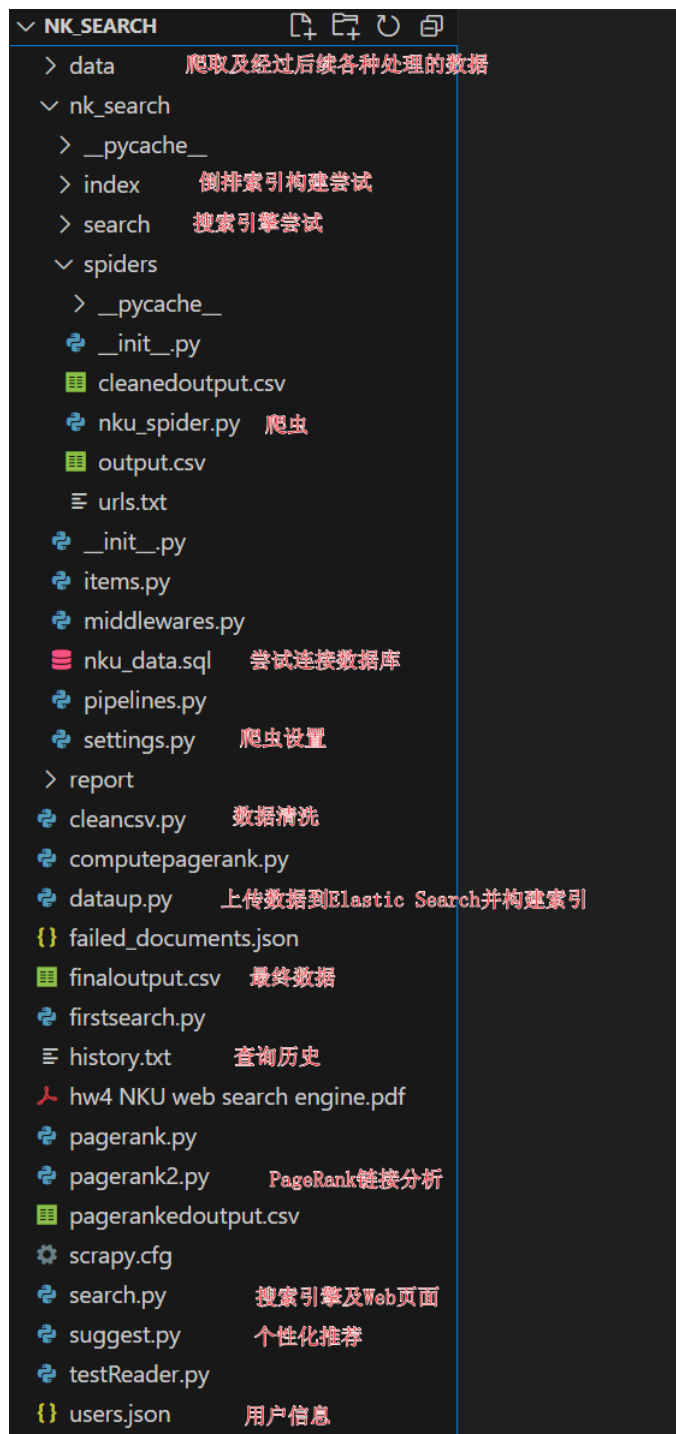 NK_SEARCH
data 爬取及经过后续各种处理的数据
nk_search
__pycache__
index 倒排索引构建尝试
search 搜索引擎尝试
spiders
__pycache__
__init__.py
cleanedoutput.csv
nku_spider.py 爬虫
output.csv
urls.txt
__init__.py
items.py
middlewares.py
nku_data.sql 尝试连接数据库
pipelines.py
settings.py 爬虫设置
report
cleancsv.py 数据清洗
computepagerank.py
dataup.py 上传数据到Elastic Search并构建索引
failed_documents.json
finaloutput.csv 最终数据
firstsearch.py
history.txt 查询历史
hw4 NKU web search engine.pdf
pagerank.py
pagerank2.py PageRank链接分析
pagerankedoutput.csv
scrapy.cfg
search.py 搜索引擎及Web页面
suggest.py 个性化推荐
testReader.py
users.json 用户信息